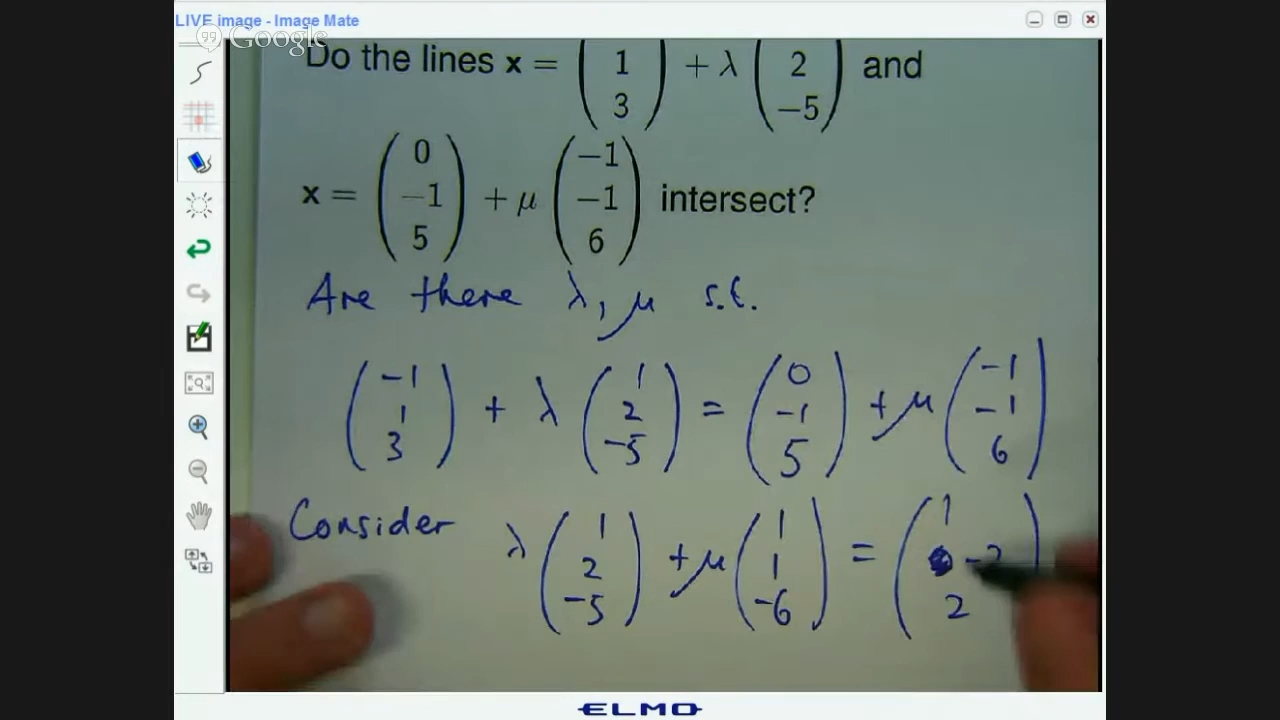 LIVE image - Image Mate
Google
Do the lines x = ( 1 3 ) + λ ( 2 −5 ) and
x = ( 0 −1 5 ) + μ ( −1 −1 6 ) intersect?
Are there λ, μ s.t.
( −1 1 3 ) + λ ( 1 2 −5 ) = ( 0 −1 5 ) + μ ( −1 −1 6 )
Consider λ ( 1 2 −5 ) + μ ( 1 1 −6 ) = ( 1 −2 2 )
ELMO